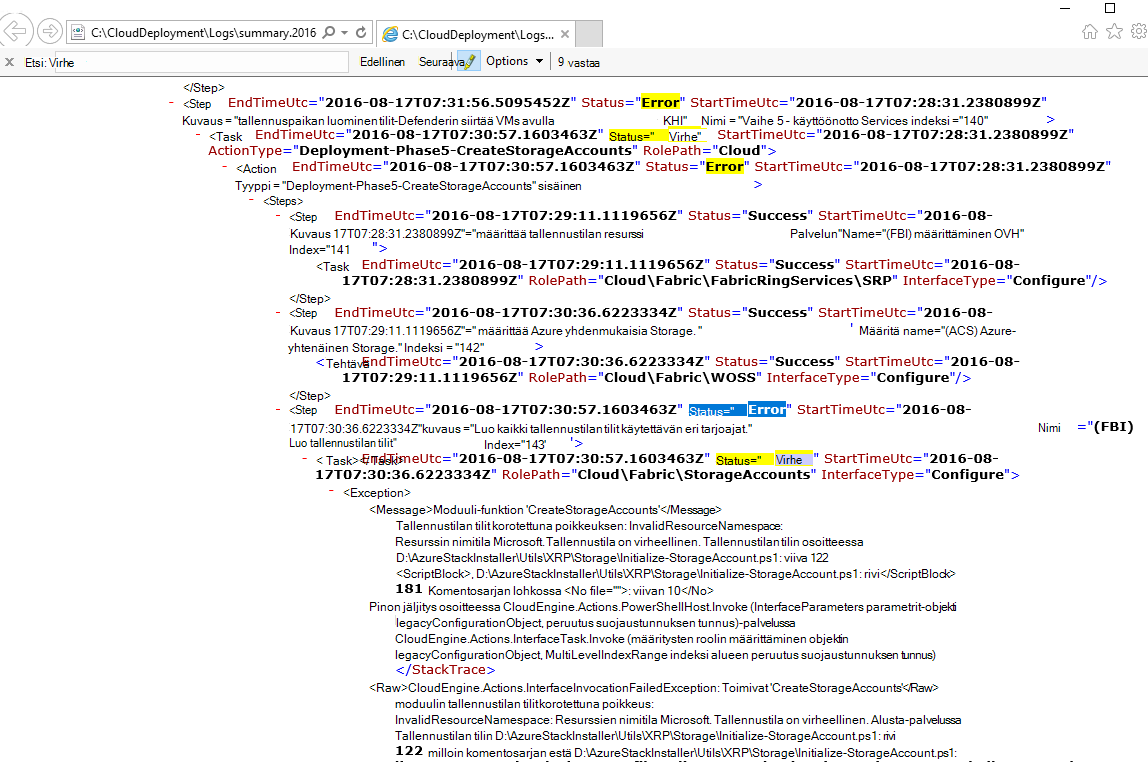 C:\CloudDeployment\Logs\summary.2016
C:\CloudDeployment\Logs...
Etsi: Virhe Edellinen Seuraava Options 9 vastaa
</Step>
- <Step EndTimeUtc="2016-08-17T07:31:56.5095452Z" Status="Error" StartTimeUtc="2016-08-17T07:28:31.2380899Z"
Kuvaus = "tallennuspaikan luominen tilit-Defenderin siirtää VMs avulla KHI" Nimi = "Vaihe 5 - käyttöönotto Services indeksi ="140" >
- <Task EndTimeUtc="2016-08-17T07:30:57.1603463Z" Status=" Virhe" StartTimeUtc="2016-08-17T07:28:31.2380899Z"
ActionType="Deployment-Phase5-CreateStorageAccounts" RolePath="Cloud">
- <Action EndTimeUtc="2016-08-17T07:30:57.1603463Z" Status="Error" StartTimeUtc="2016-08-17T07:28:31.2380899Z"
Tyyppi = "Deployment-Phase5-CreateStorageAccounts" sisäinen >
- <Steps>
- <Step EndTimeUtc="2016-08-17T07:29:11.1119656Z" Status="Success" StartTimeUtc="2016-08-
Kuvaus 17T07:28:31.2380899Z"="määrittää tallennustilan resurssi Palvelun"Name="(FBI) määrittäminen OVH"
Index="141 ">
<Task EndTimeUtc="2016-08-17T07:29:11.1119656Z" Status="Success" StartTimeUtc="2016-08-
17T07:28:31.2380899Z" RolePath="Cloud\Fabric\FabricRingServices\SRP" InterfaceType="Configure"/>
</Step>
- <Step EndTimeUtc="2016-08-17T07:30:36.6223334Z" Status="Success" StartTimeUtc="2016-08-
Kuvaus 17T07:29:11.1119656Z"=" määrittää Azure yhdenmukaisia Storage. " ' Määritä name="(ACS) Azure-
yhtenäinen Storage." Indeksi = "142" >
<Tehtävä EndTimeUtc="2016-08-17T07:30:36.6223334Z" Status="Success" StartTimeUtc="2016-08-
17T07:29:11.1119656Z" RolePath="Cloud\Fabric\WOSS" InterfaceType="Configure"/>
</Step>
- <Step EndTimeUtc="2016-08-17T07:30:57.1603463Z" Status=" Error" StartTimeUtc="2016-08-
17T07:30:36.6223334Z"kuvaus ="Luo kaikki tallennustilan tilit käytettävän eri tarjoajat." Nimi ="(FBI)
Luo tallennustilan tilit" Index="143' '>
- < Task></Task> EndTimeUtc="2016-08-17T07:30:57.1603463Z" Status=" Virhe " StartTimeUtc="2016-08-
17T07:30:36.6223334Z" RolePath="Cloud\Fabric\StorageAccounts" InterfaceType="Configure">
- <Exception>
<Message>Moduuli-funktion 'CreateStorageAccounts'</Message>
Tallennustilan tilit korotettuna poikkeuksen: InvalidResourceNamespace:
Resurssin nimitila Microsoft. Tallennustila on virheellinen. Tallennustilan tilin osoitteessa
D:\AzureStackInstaller\Utils\XRP\Storage\Initialize-StorageAccount.ps1: viiva 122
<ScriptBlock>, D:\AzureStackInstaller\Utils\XRP\Storage\Initialize-StorageAccount.ps1: rivi</ScriptBlock>
181 Komentosarjan lohkossa <No file="">: viivan 10</No>
Pinon jäljitys osoitteessa CloudEngine.Actions.PowerShellHost.Invoke (InterfaceParameters parametrit-objekti
legacyConfigurationObject, peruutus suojaustunnuksen tunnus)-palvelussa
CloudEngine.Actions.InterfaceTask.Invoke (määritysten roolin määrittäminen objektin
legacyConfigurationObject, MultiLevelIndexRange indeksi alueen peruutus suojaustunnuksen tunnus)
</StackTrace>
<Raw>CloudEngine.Actions.InterfaceInvocationFailedException: Toimivat 'CreateStorageAccounts'</Raw>
moduulin tallennustilan tilit korotettuna poikkeus:
InvalidResourceNamespace: Resurssien nimitila Microsoft. Tallennustila on virheellinen. Alusta-palvelussa
Tallennustilan tilin D:\AzureStackInstaller\Utils\XRP\Storage\Initialize-StorageAccount.ps1: rivi
122 milloin komentosarjan estä D:\AzureStackInstaller\Utils\XRP\Storage\Initialize-StorageAccount.ps1: